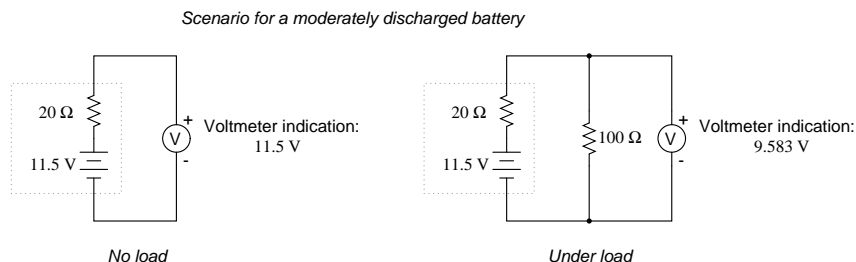 Scenario for a moderately discharged battery
20 Ω
11.5 V
+
V
-
Voltmeter indication:
11.5 V
No load
20 Ω
11.5 V
100 Ω
+
V
-
Voltmeter indication:
9.583 V
Under load